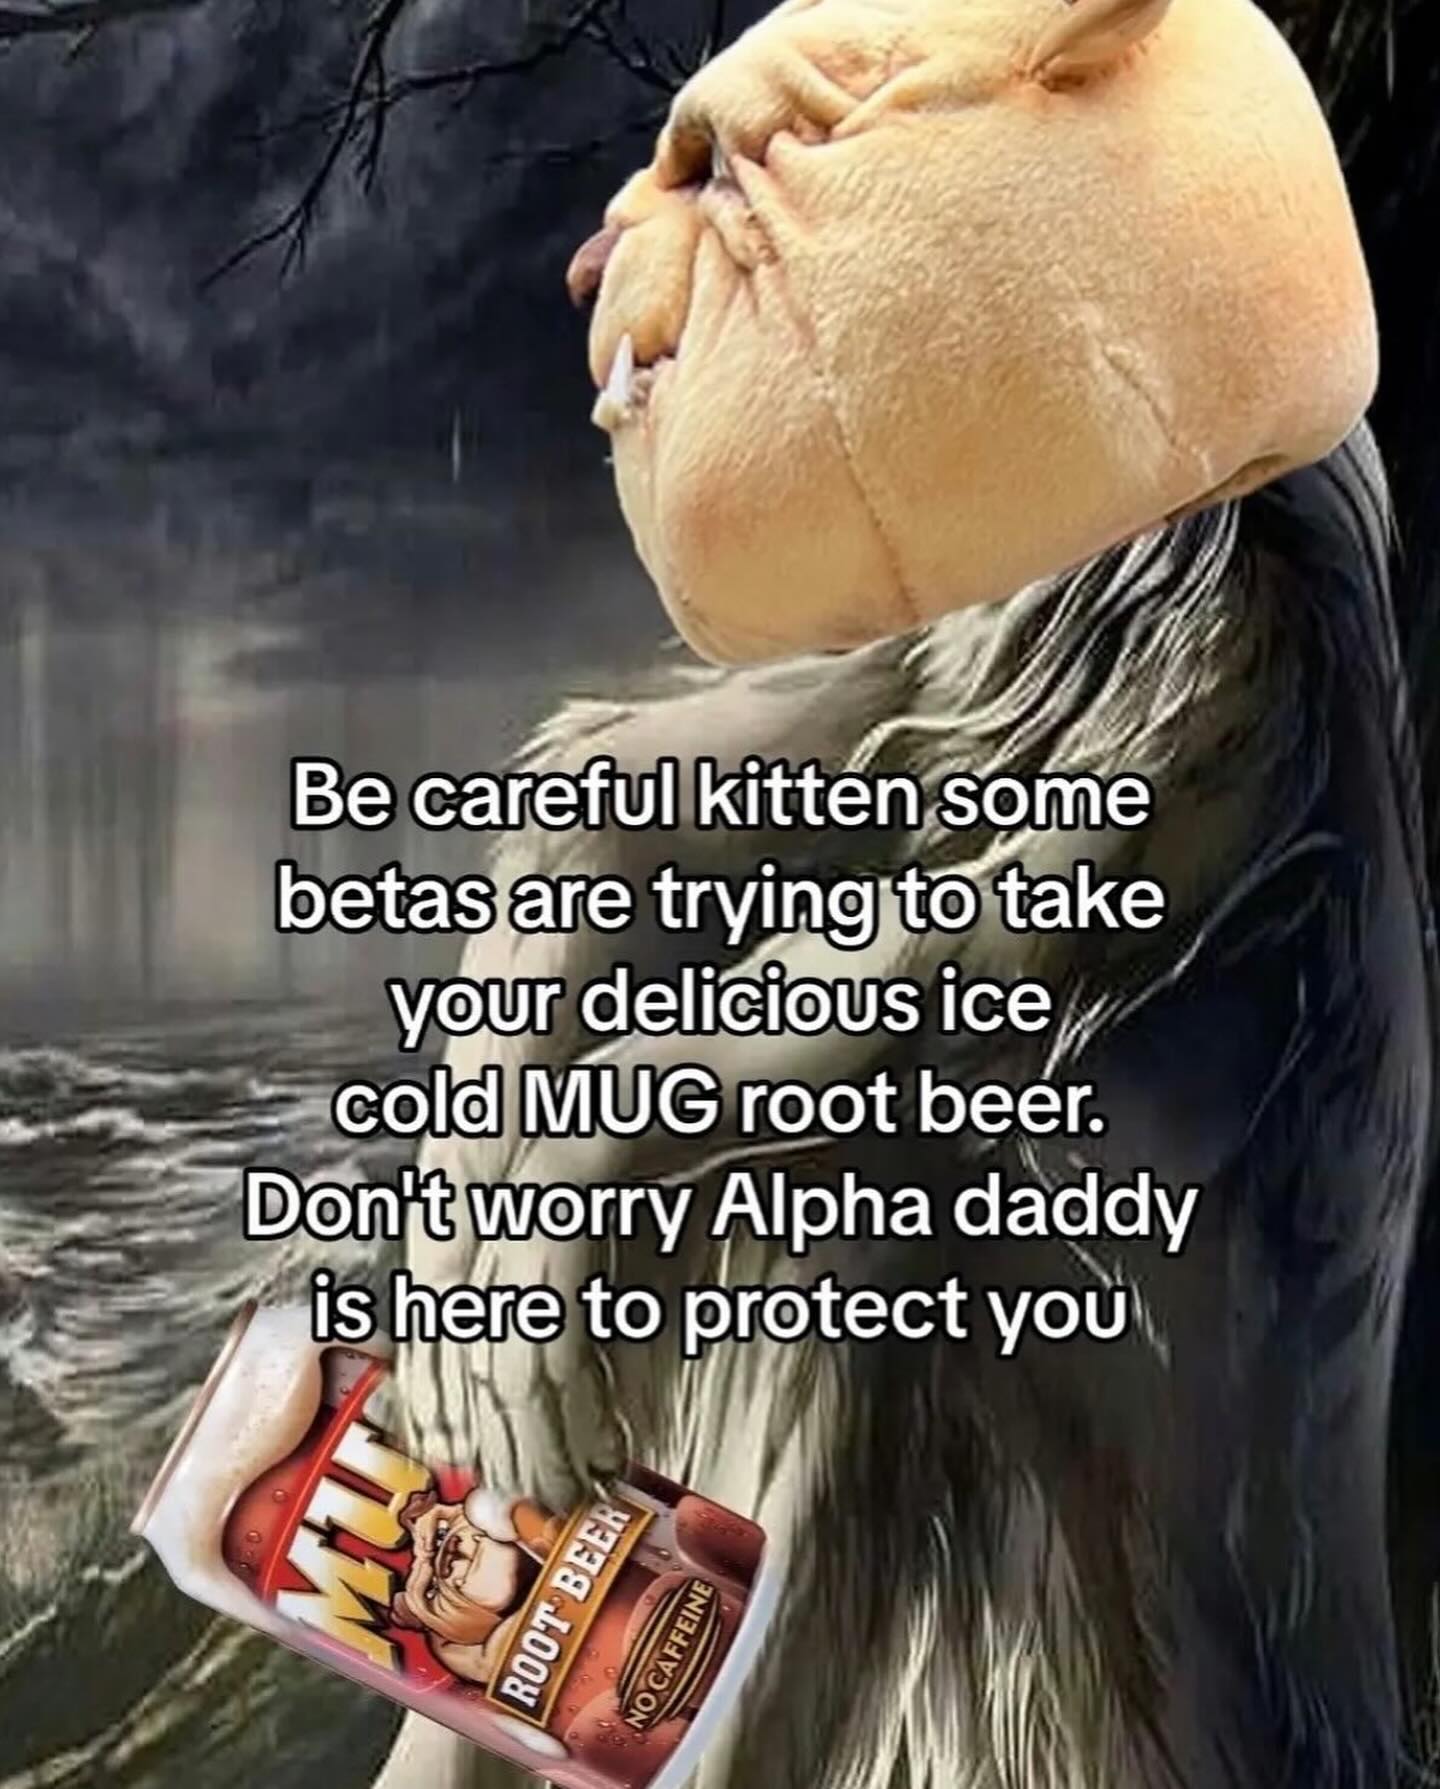 Be careful kitten some
betas are trying to take
your delicious ice
cold MUG root beer.
Don't worry Alpha daddy
is here to protect you
MU
ROOT BEER
NO CAFFEINE